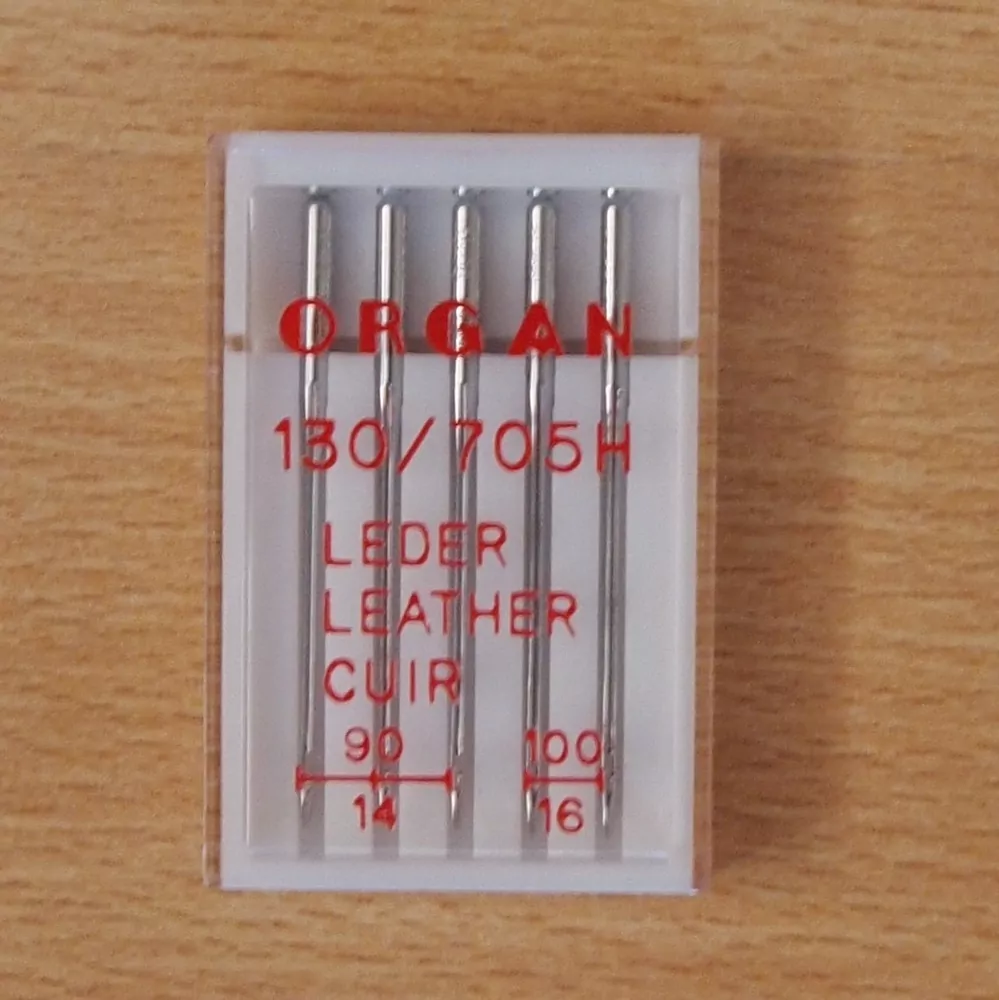 ORGAN
130/705H
LEDER
LEATHER
CUIR
90 100
14 16